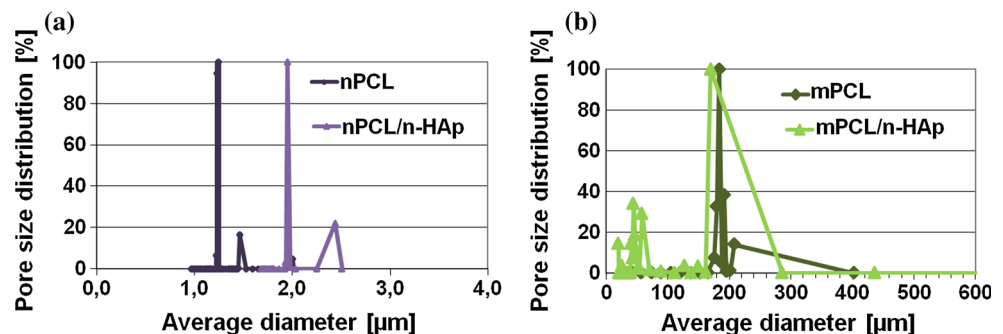 (a)
Pore size distribution [%]
100
80
60
40
20
0
nPCL
nPCL/n-HAp
0,0
1,0
2,0
3,0
4,0
Average diameter [µm]
(b)
Pore size distribution [%]
100
80
60
40
20
0
mPCL
mPCL/n-HAp
0
100
200
300
400
500
600
Average diameter [µm]